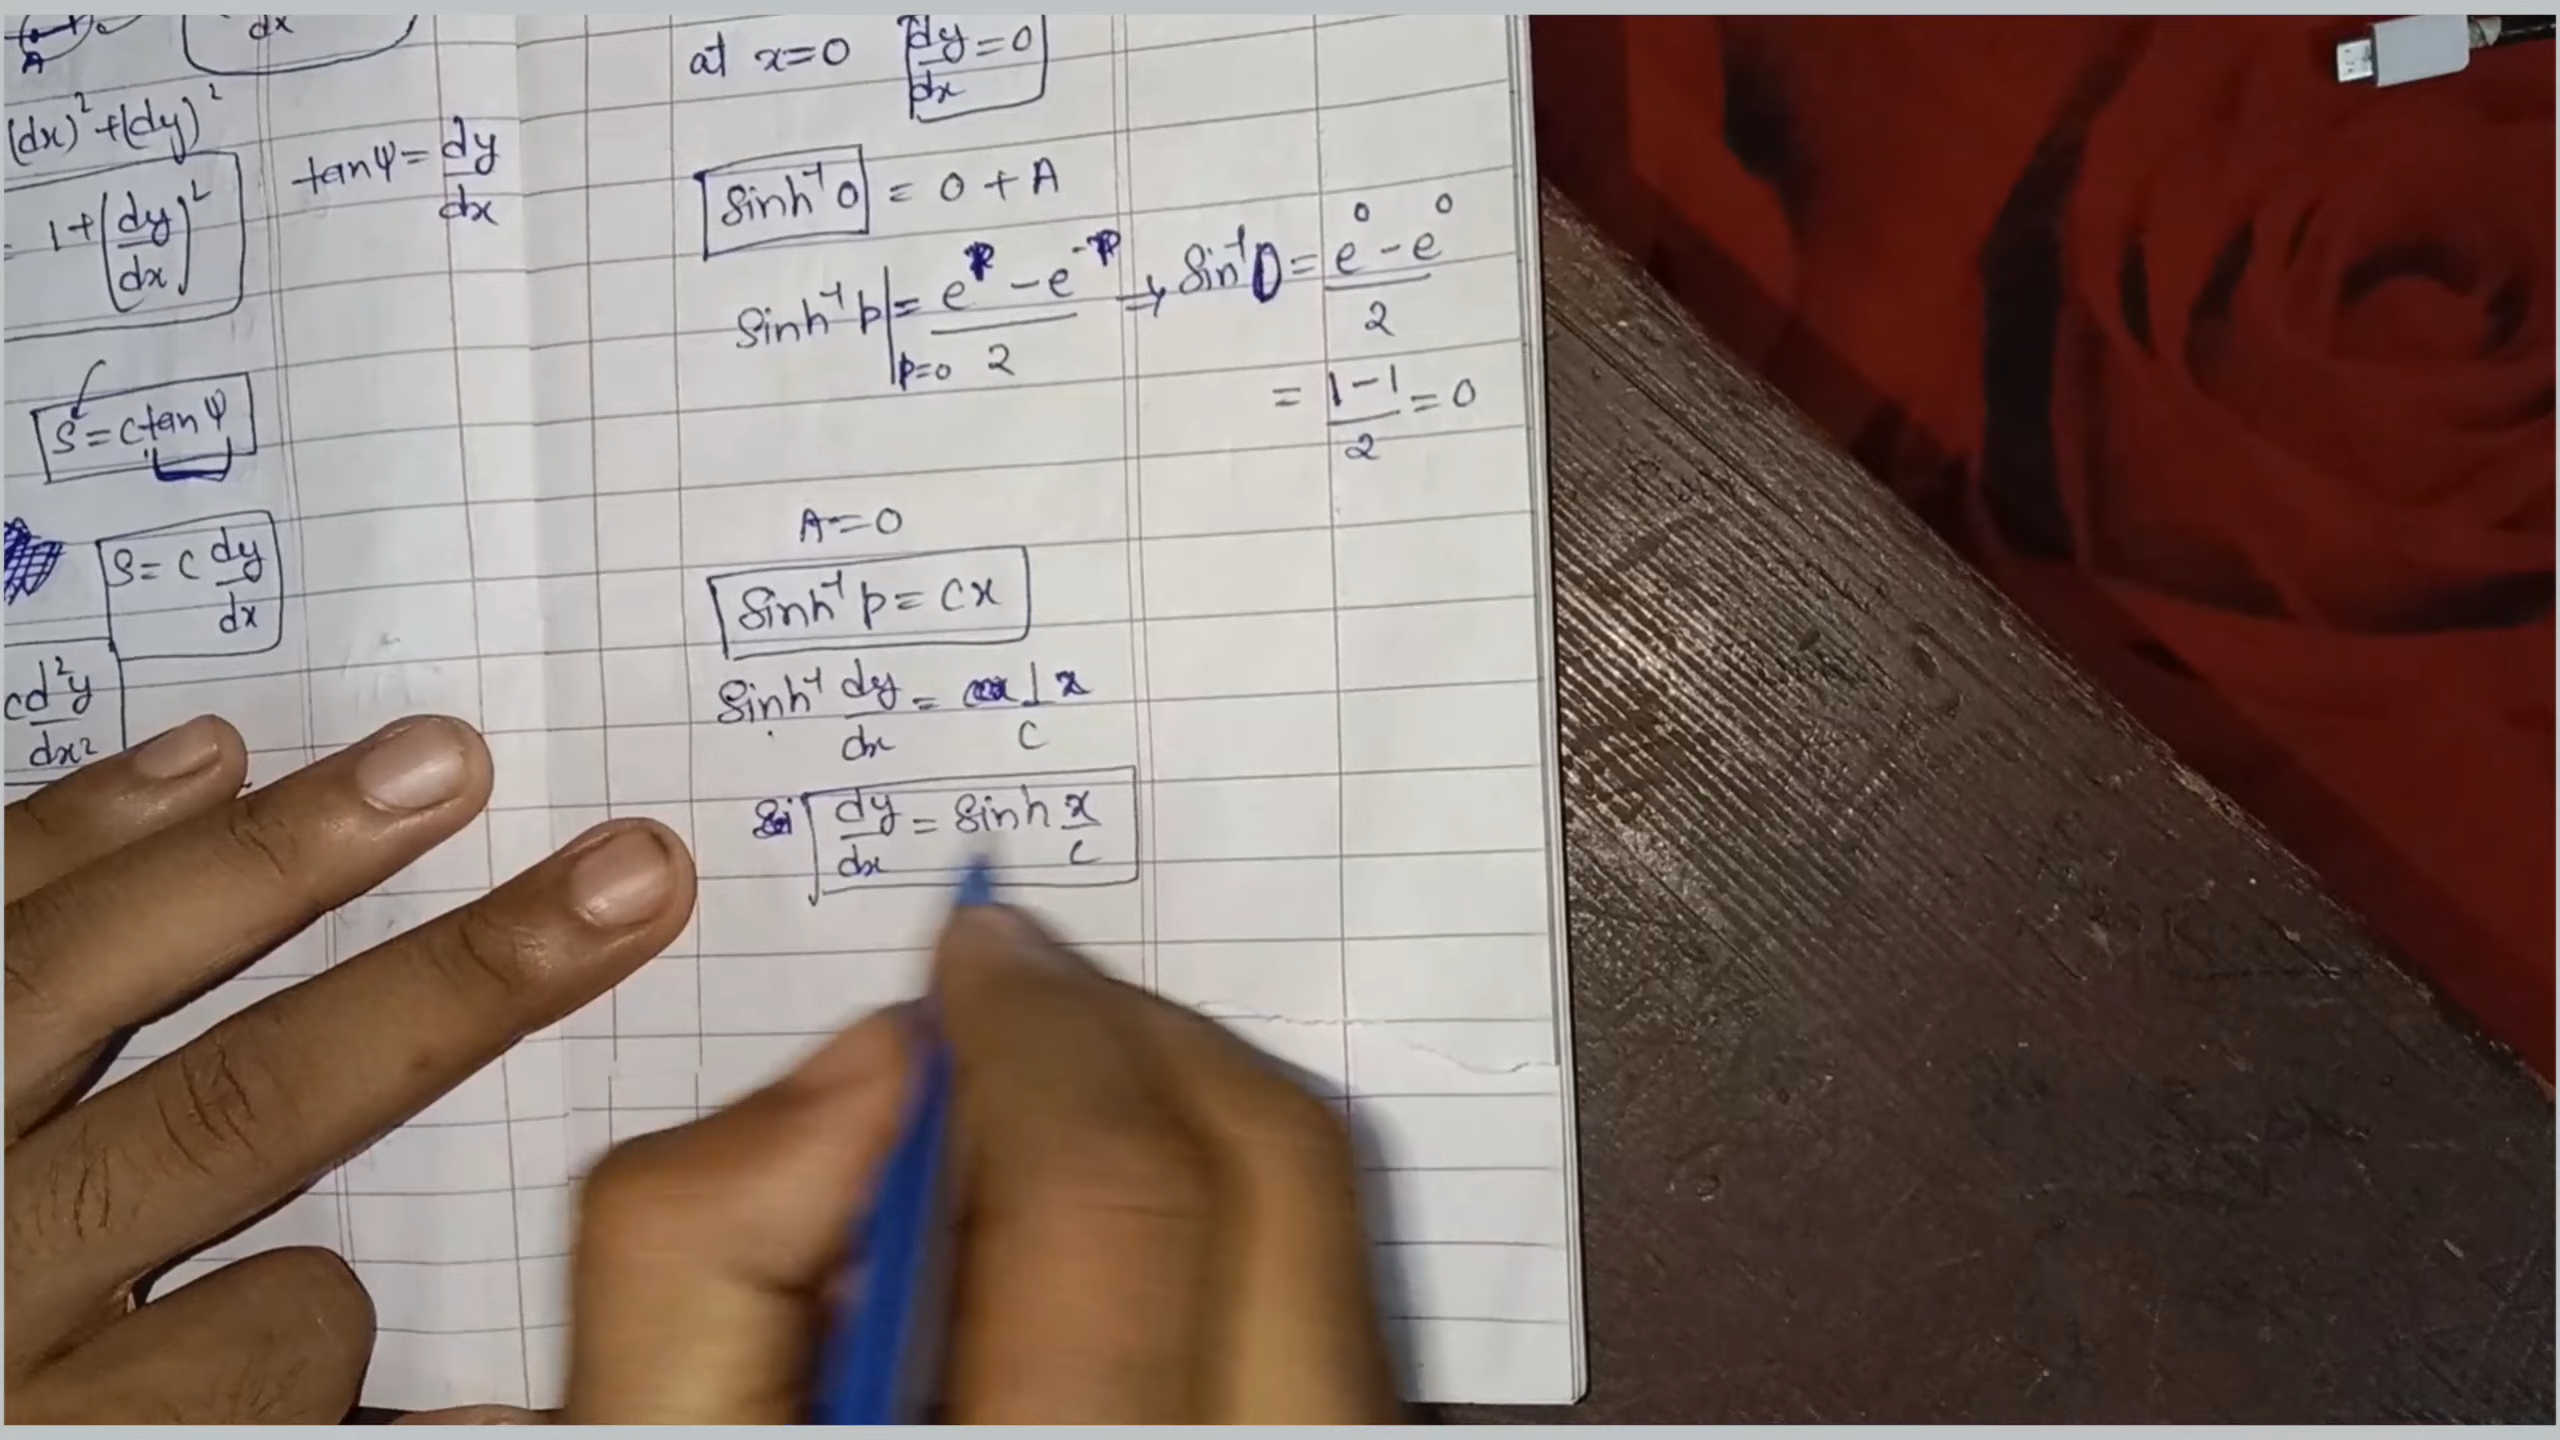 A
dx
(dx)²+(dy)²
1+(dy/dx)²
tanψ=dy/dx
S=ctanψ
S=c dy/dx
cd²y/dx²
at x=0 dy/dx=0
Sinh⁻¹0 = 0+A
Sinh⁻¹p|p=0 = (eᵖ-e⁻ᵖ)/2 ⇒ Sin⁻¹0 = (e⁰-e⁰)/2
= (1-1)/2 = 0
A=0
Sinh⁻¹p = cx
Sinh⁻¹ dy/dx = 1/c x
dy/dx = Sinh x/c